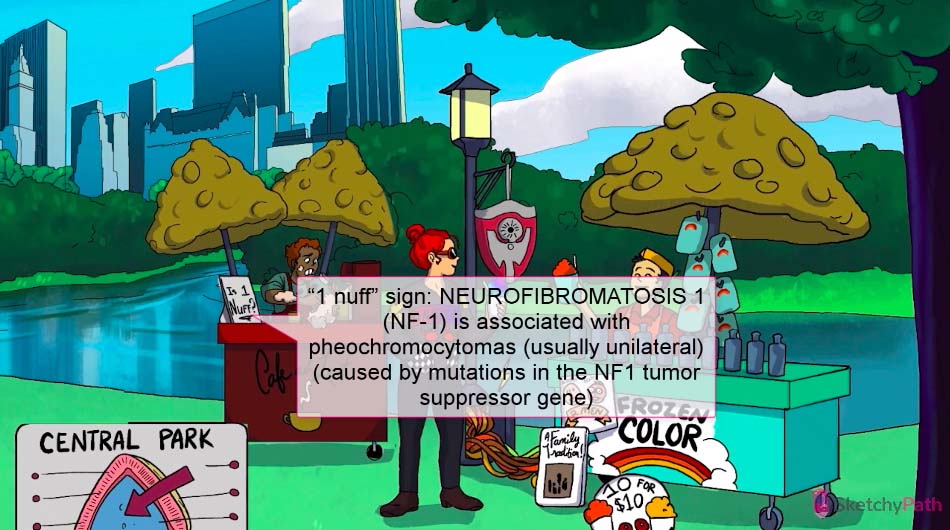 Is 1
Nuff?
“1 nuff” sign: NEUROFIBROMATOSIS 1
(NF-1) is associated with
pheochromocytomas (usually unilateral)
(caused by mutations in the NF1 tumor
suppressor gene)
Cafe
FROZEN
COLOR
A Family
Tradition!
10 FOR
$10
CENTRAL PARK
SketchyPath